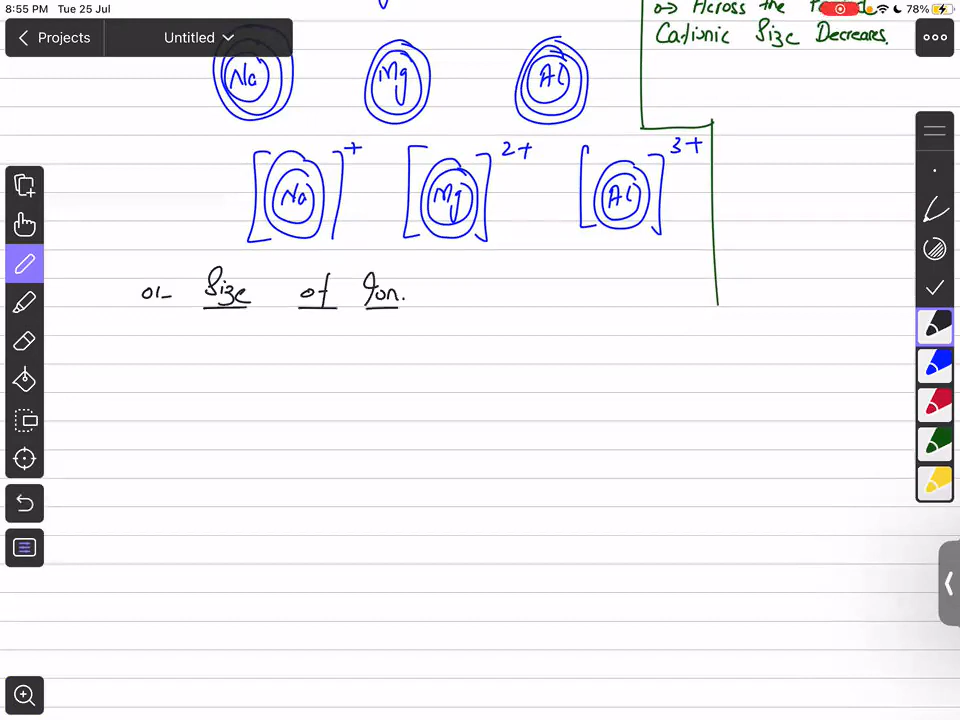 8:55 PM Tue 25 Jul
78%
Projects
Untitled
↦ Across the
Cationic Size Decreases.
Na Mg Al
[Na]+ [Mg]2+ [Al]3+
Size of Ion.